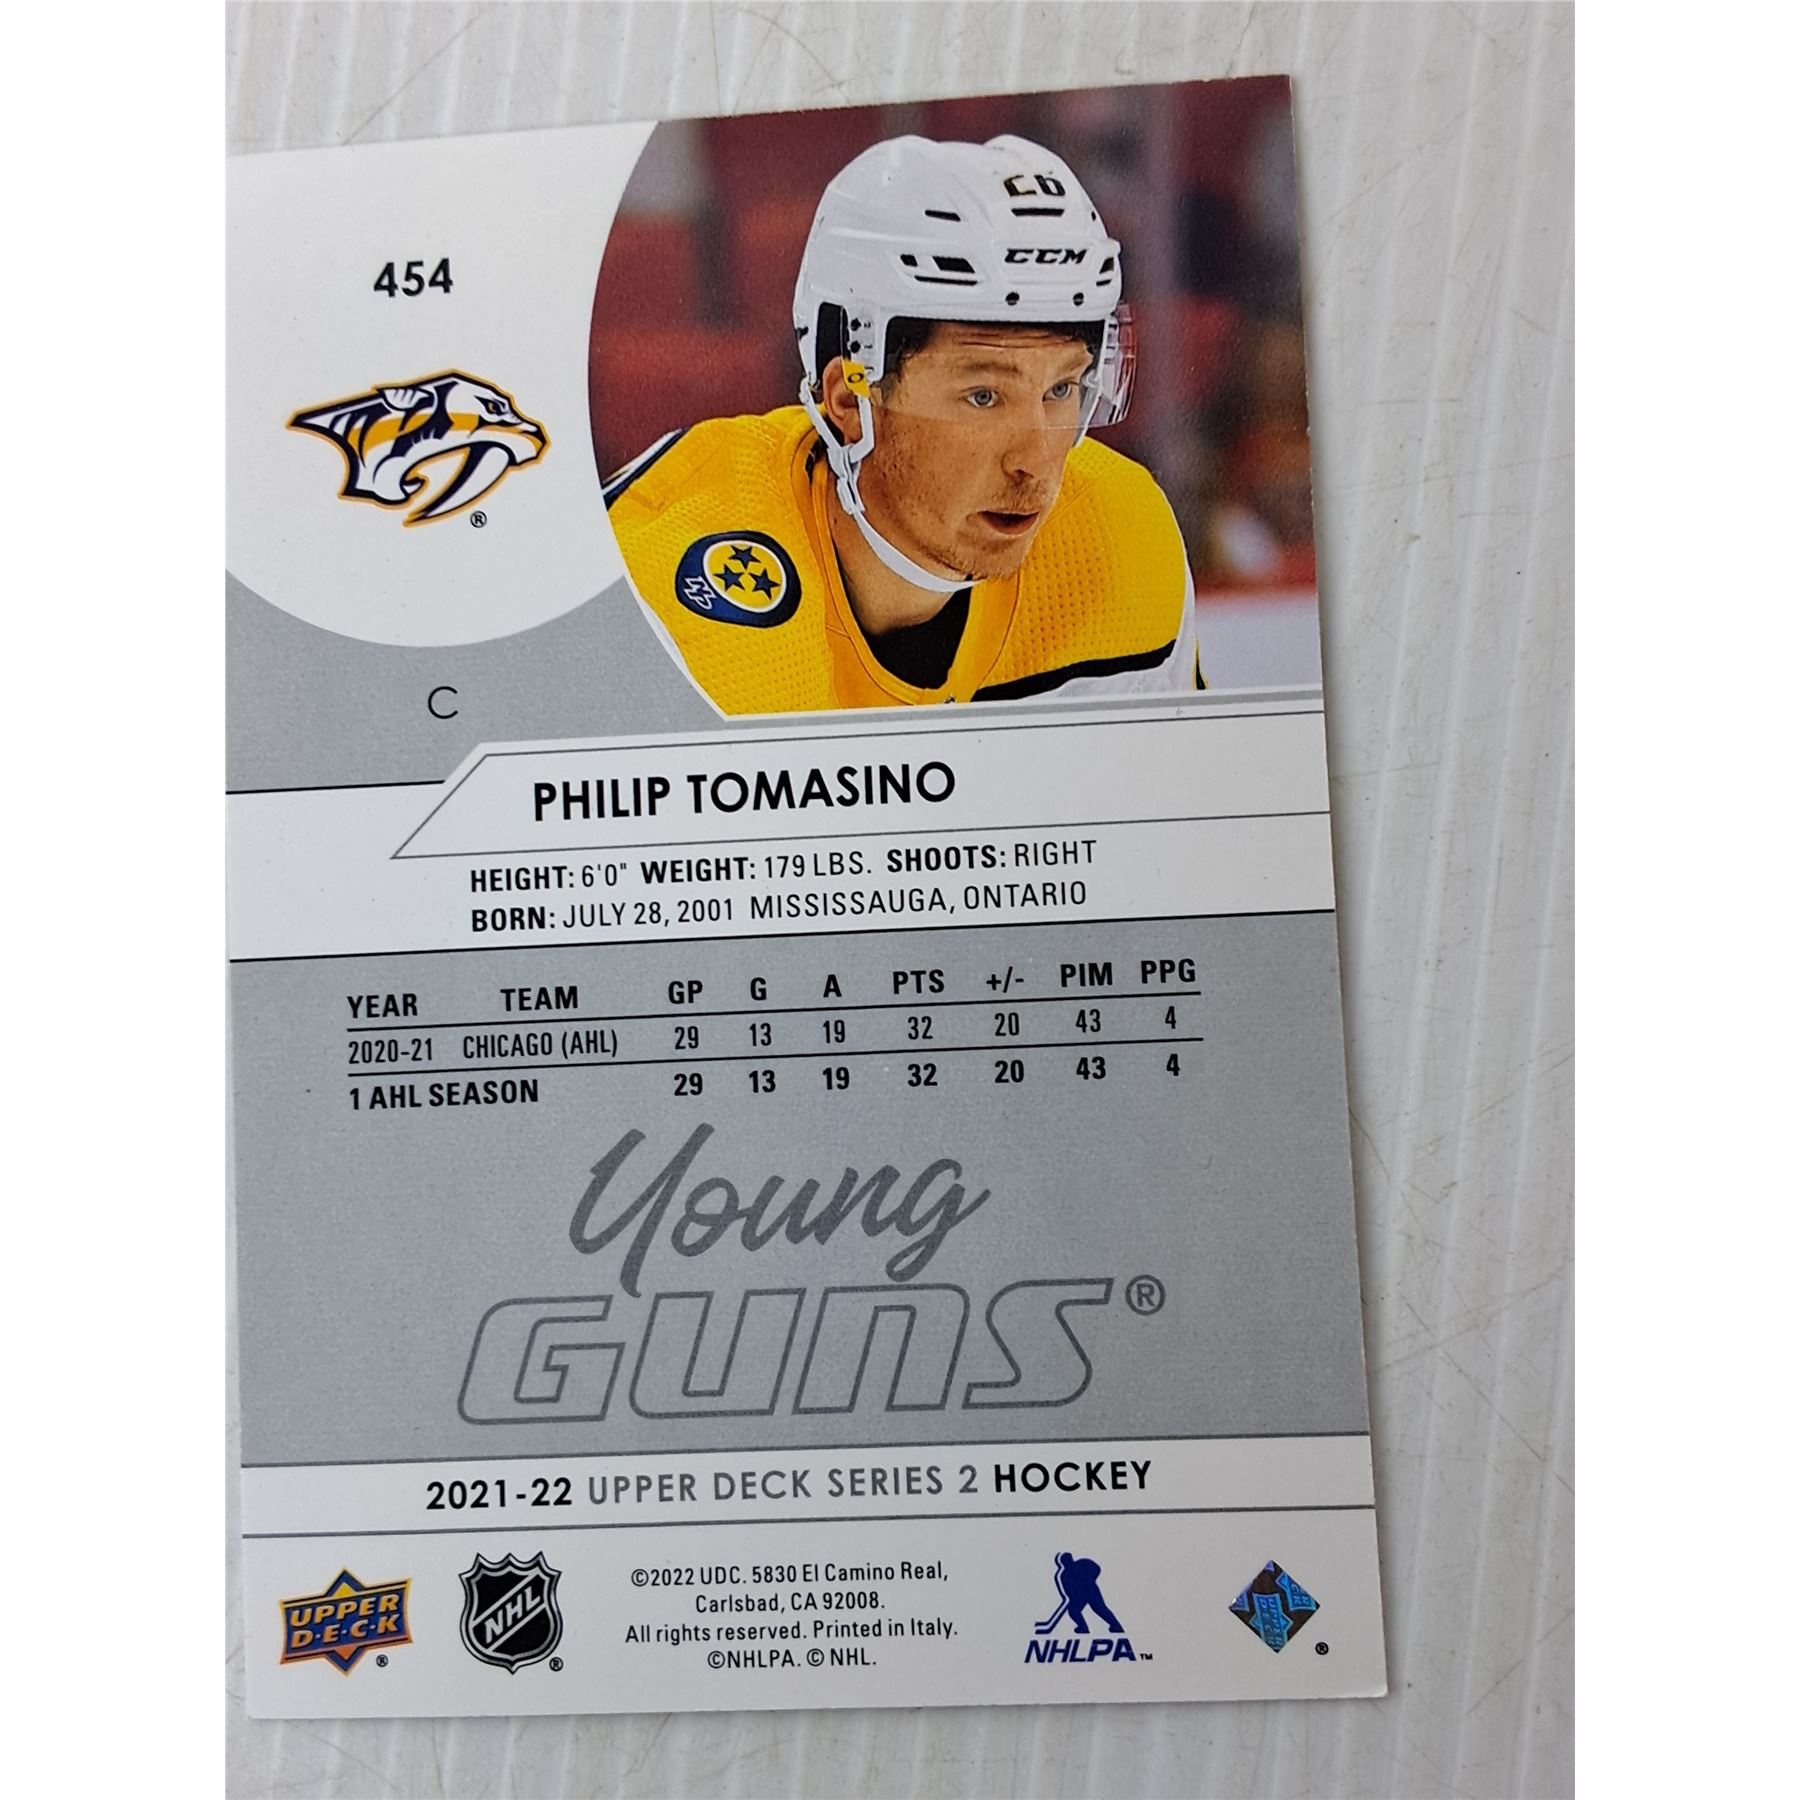 454
®
26
CCM
NP
C
PHILIP TOMASINO
HEIGHT: 6'0" WEIGHT: 179 LBS. SHOOTS: RIGHT
BORN: JULY 28, 2001 MISSISSAUGA, ONTARIO
YEAR TEAM GP G A PTS +/- PIM PPG
2020-21 CHICAGO (AHL) 29 13 19 32 20 43 4
1 AHL SEASON 29 13 19 32 20 43 4
Young
GUNS®
2021-22 UPPER DECK SERIES 2 HOCKEY
UPPER
D·E·C·K ®
NHL ®
©2022 UDC. 5830 El Camino Real,
Carlsbad, CA 92008.
All rights reserved. Printed in Italy.
©NHLPA. © NHL.
NHLPA™
®